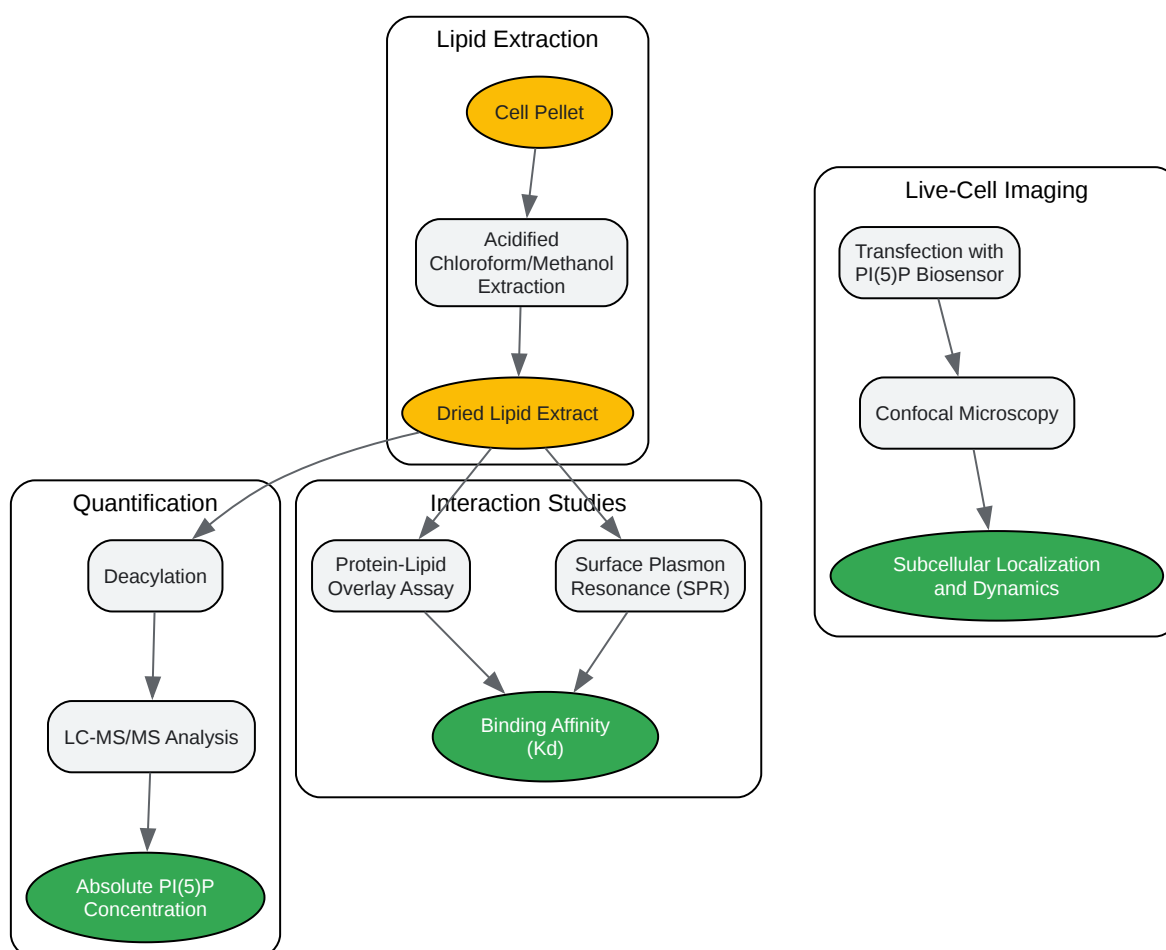 Lipid Extraction
Cell Pellet
Acidified
Chloroform/Methanol
Extraction
Dried Lipid Extract
Quantification
Deacylation
LC-MS/MS Analysis
Absolute PI(5)P
Concentration
Interaction Studies
Protein-Lipid
Overlay Assay
Surface Plasmon
Resonance (SPR)
Binding Affinity
(Kd)
Live-Cell Imaging
Transfection with
PI(5)P Biosensor
Confocal Microscopy
Subcellular Localization
and Dynamics